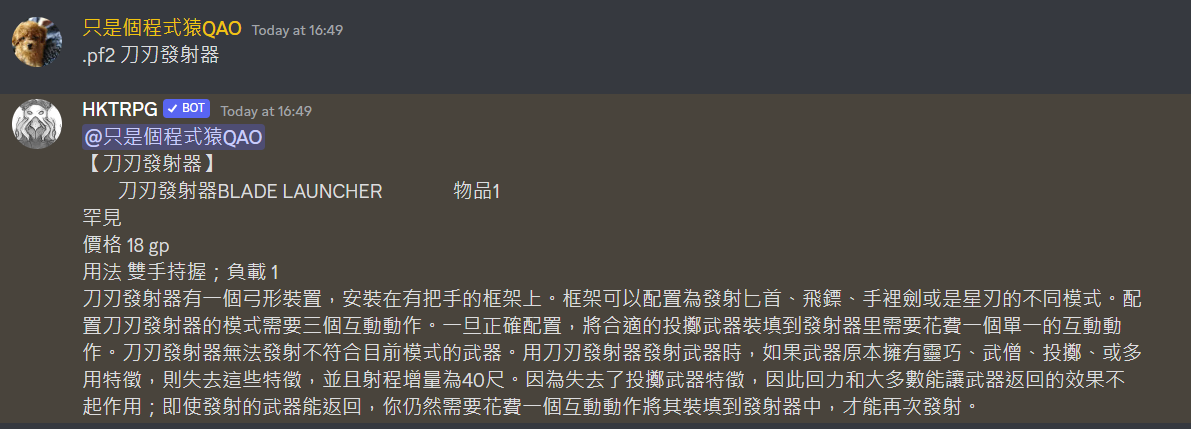 只是個程式猿QAO Today at 16:49
.pf2 刀刃發射器
HKTRPG ✓ BOT Today at 16:49
@只是個程式猿QAO
【刀刃發射器】
刀刃發射器BLADE LAUNCHER 物品1
罕見
價格 18 gp
用法 雙手持握；負載 1
刀刃發射器有一個弓形裝置，安裝在有把手的框架上。框架可以配置為發射匕首、飛鏢、手裡劍或是星刃的不同模式。配
置刀刃發射器的模式需要三個互動動作。一旦正確配置，將合適的投擲武器裝填到發射器里需要花費一個單一的互動動
作。刀刃發射器無法發射不符合目前模式的武器。用刀刃發射器發射武器時，如果武器原本擁有靈巧、武僧、投擲、或多
用特徵，則失去這些特徵，並且射程增量為40尺。因為失去了投擲武器特徵，因此回力和大多數能讓武器返回的效果不
起作用；即使發射的武器能返回，你仍然需要花費一個互動動作將其裝填到發射器中，才能再次發射。